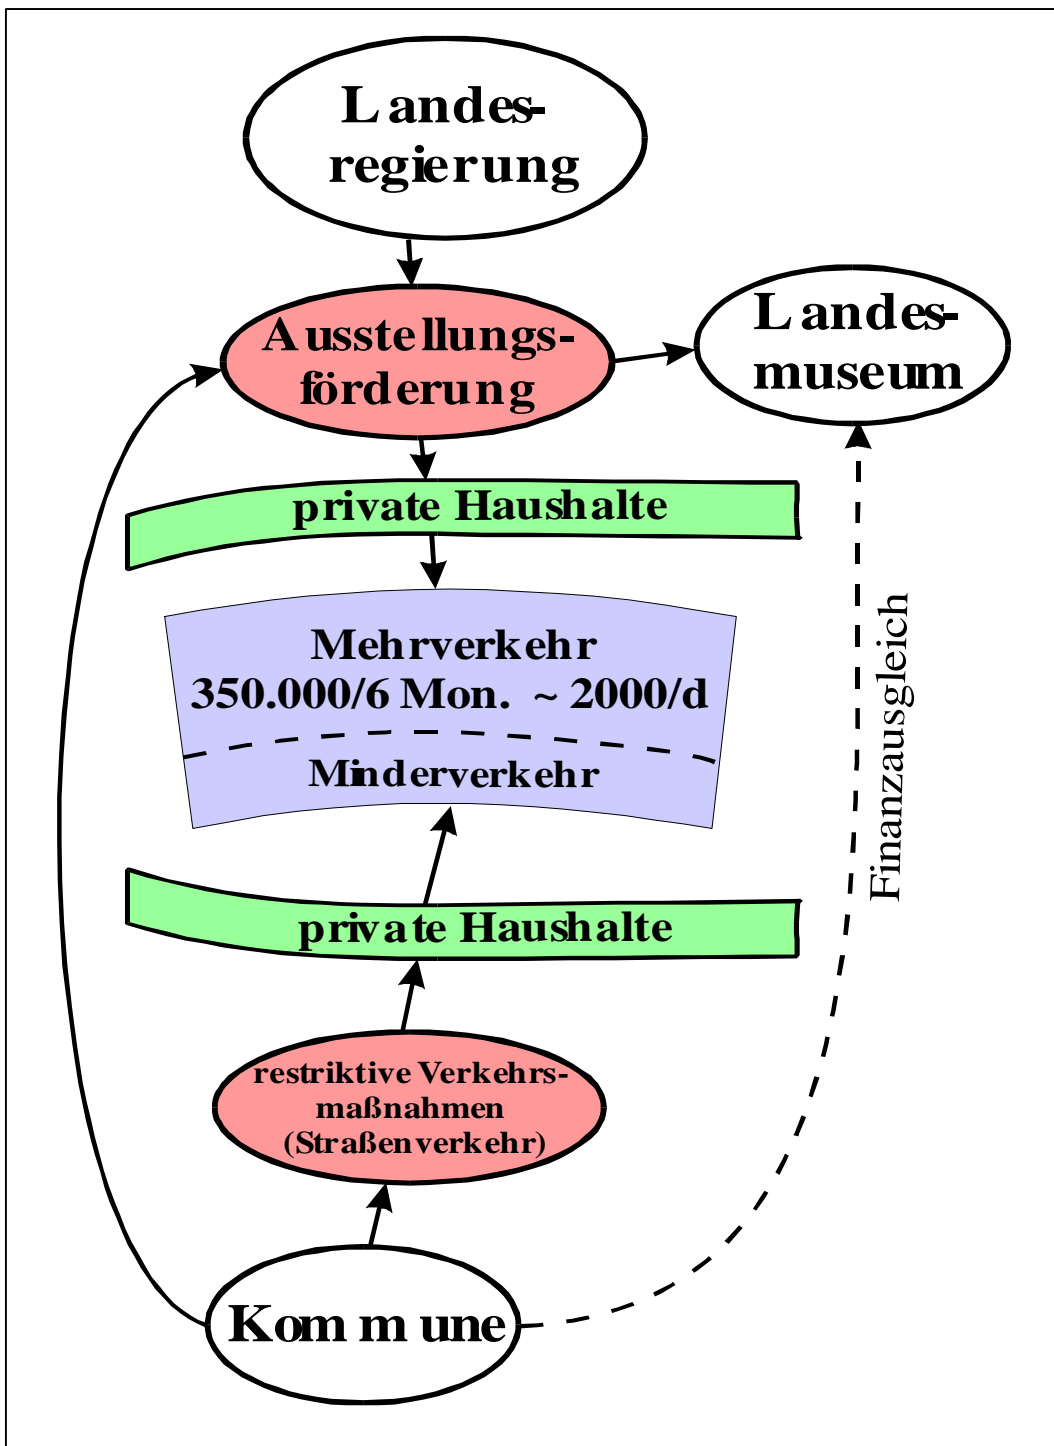 Landes-
regierung
Ausstellungs-
förderung
Landes-
museum
private Haushalte
Mehrverkehr
350.000/6 Mon. ~ 2000/d
Minderverkehr
Finanzausgleich
private Haushalte
restriktive Verkehrs-
maßnahmen
(Straßenverkehr)
Kommune